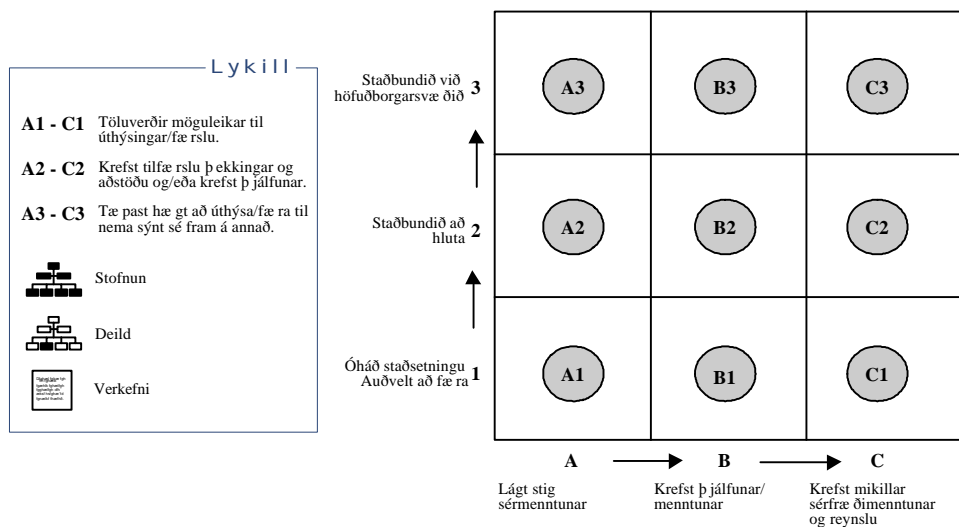 Lykill
A1 - C1 Töluverðir möguleikar til
úthýsingar/færslu.
A2 - C2 Krefst tilfærslu þekkingar og
aðstöðu og/eða krefst þjálfunar.
A3 - C3 Tæpast hægt að úthýsa/færa til
nema sýnt sé fram á annað.
Stofnun
Deild
Verkefni
Staðbundið við
höfuðborgarsvæðið 3
A3 B3 C3
Staðbundið að
hluta 2
A2 B2 C2
Óháð staðsetningu
Auðvelt að færa 1
A1 B1 C1
A B C
Lágt stig
sérmenntunar
Krefst þjálfunar/
menntunar
Krefst mikillar
sérfræðimenntunar
og reynslu